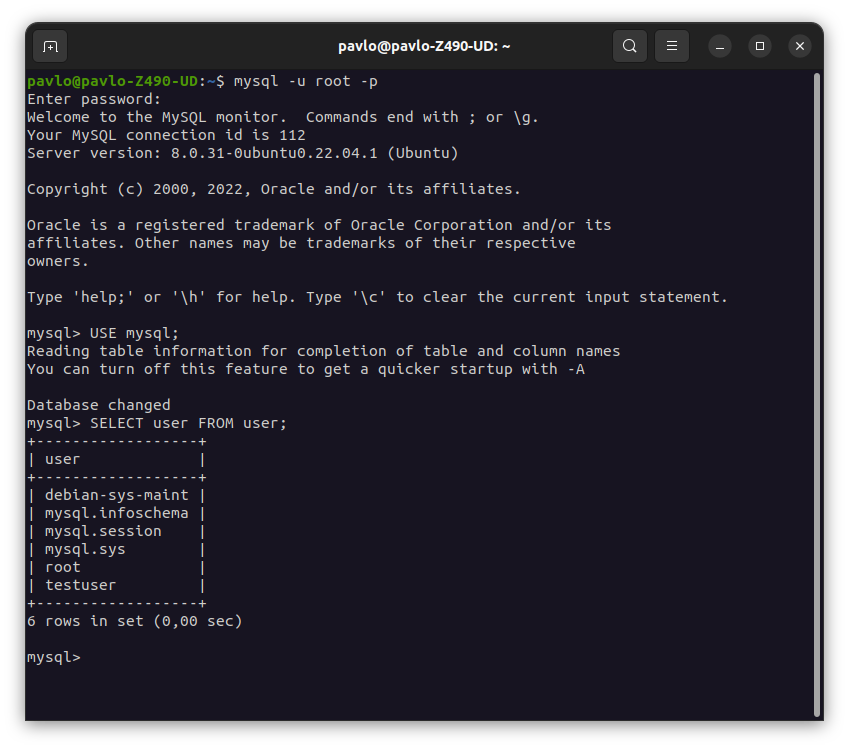 pavlo@pavlo-Z490-UD: ~
pavlo@pavlo-Z490-UD:~$ mysql -u root -p
Enter password:
Welcome to the MySQL monitor.  Commands end with ; or \g.
Your MySQL connection id is 112
Server version: 8.0.31-0ubuntu0.22.04.1 (Ubuntu)

Copyright (c) 2000, 2022, Oracle and/or its affiliates.

Oracle is a registered trademark of Oracle Corporation and/or its
affiliates. Other names may be trademarks of their respective
owners.

Type 'help;' or '\h' for help. Type '\c' to clear the current input statement.

mysql> USE mysql;
Reading table information for completion of table and column names
You can turn off this feature to get a quicker startup with -A

Database changed
mysql> SELECT user FROM user;
+------------------+
| user             |
+------------------+
| debian-sys-maint |
| mysql.infoschema |
| mysql.session    |
| mysql.sys        |
| root             |
| testuser         |
+------------------+
6 rows in set (0,00 sec)

mysql>